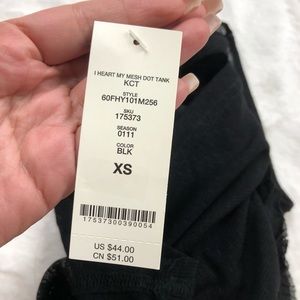 I HEART MY MESH DOT TANK
KCT
STYLE
60FHY101M256
SKU
175373
SEASON
0111
COLOR
BLK
XS
17537300390054
US $44.00
CN $51.00